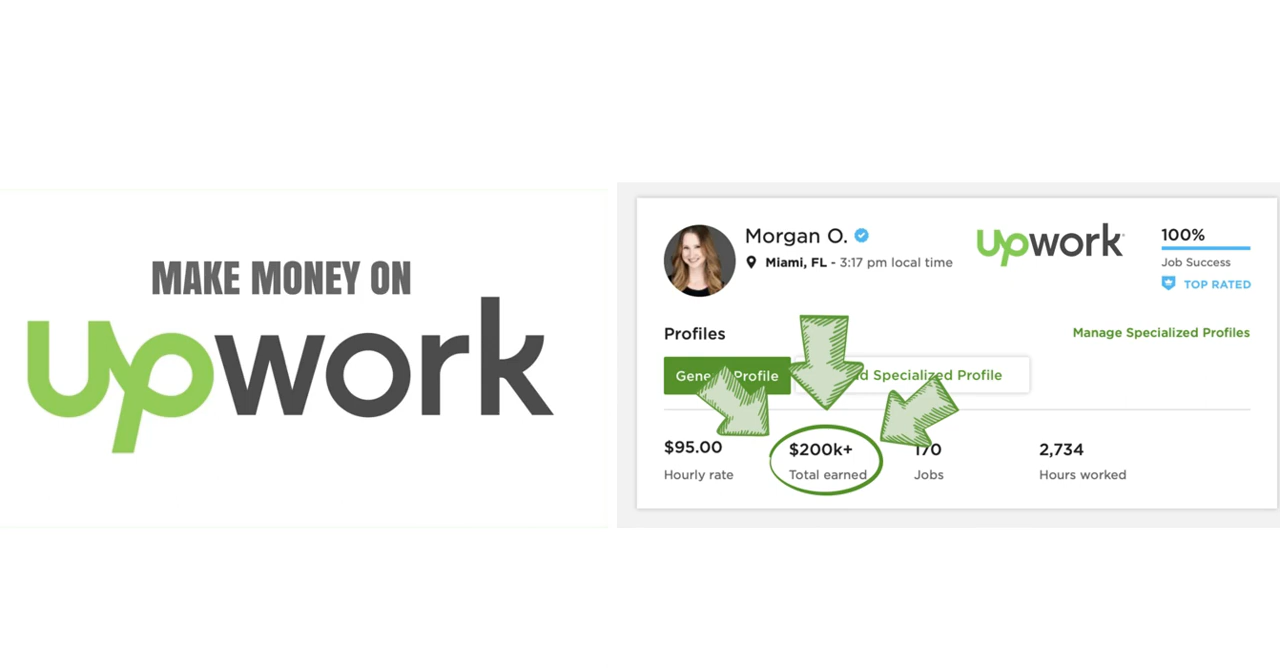 MAKE MONEY ON
upwork
Morgan O.
Miami, FL - 3:17 pm local time
upwork
100%
Job Success
TOP RATED
Profiles
Manage Specialized Profiles
Profile
Specialized Profile
$95.00
Hourly rate
$200k+
Total earned
170
Jobs
2,734
Hours worked